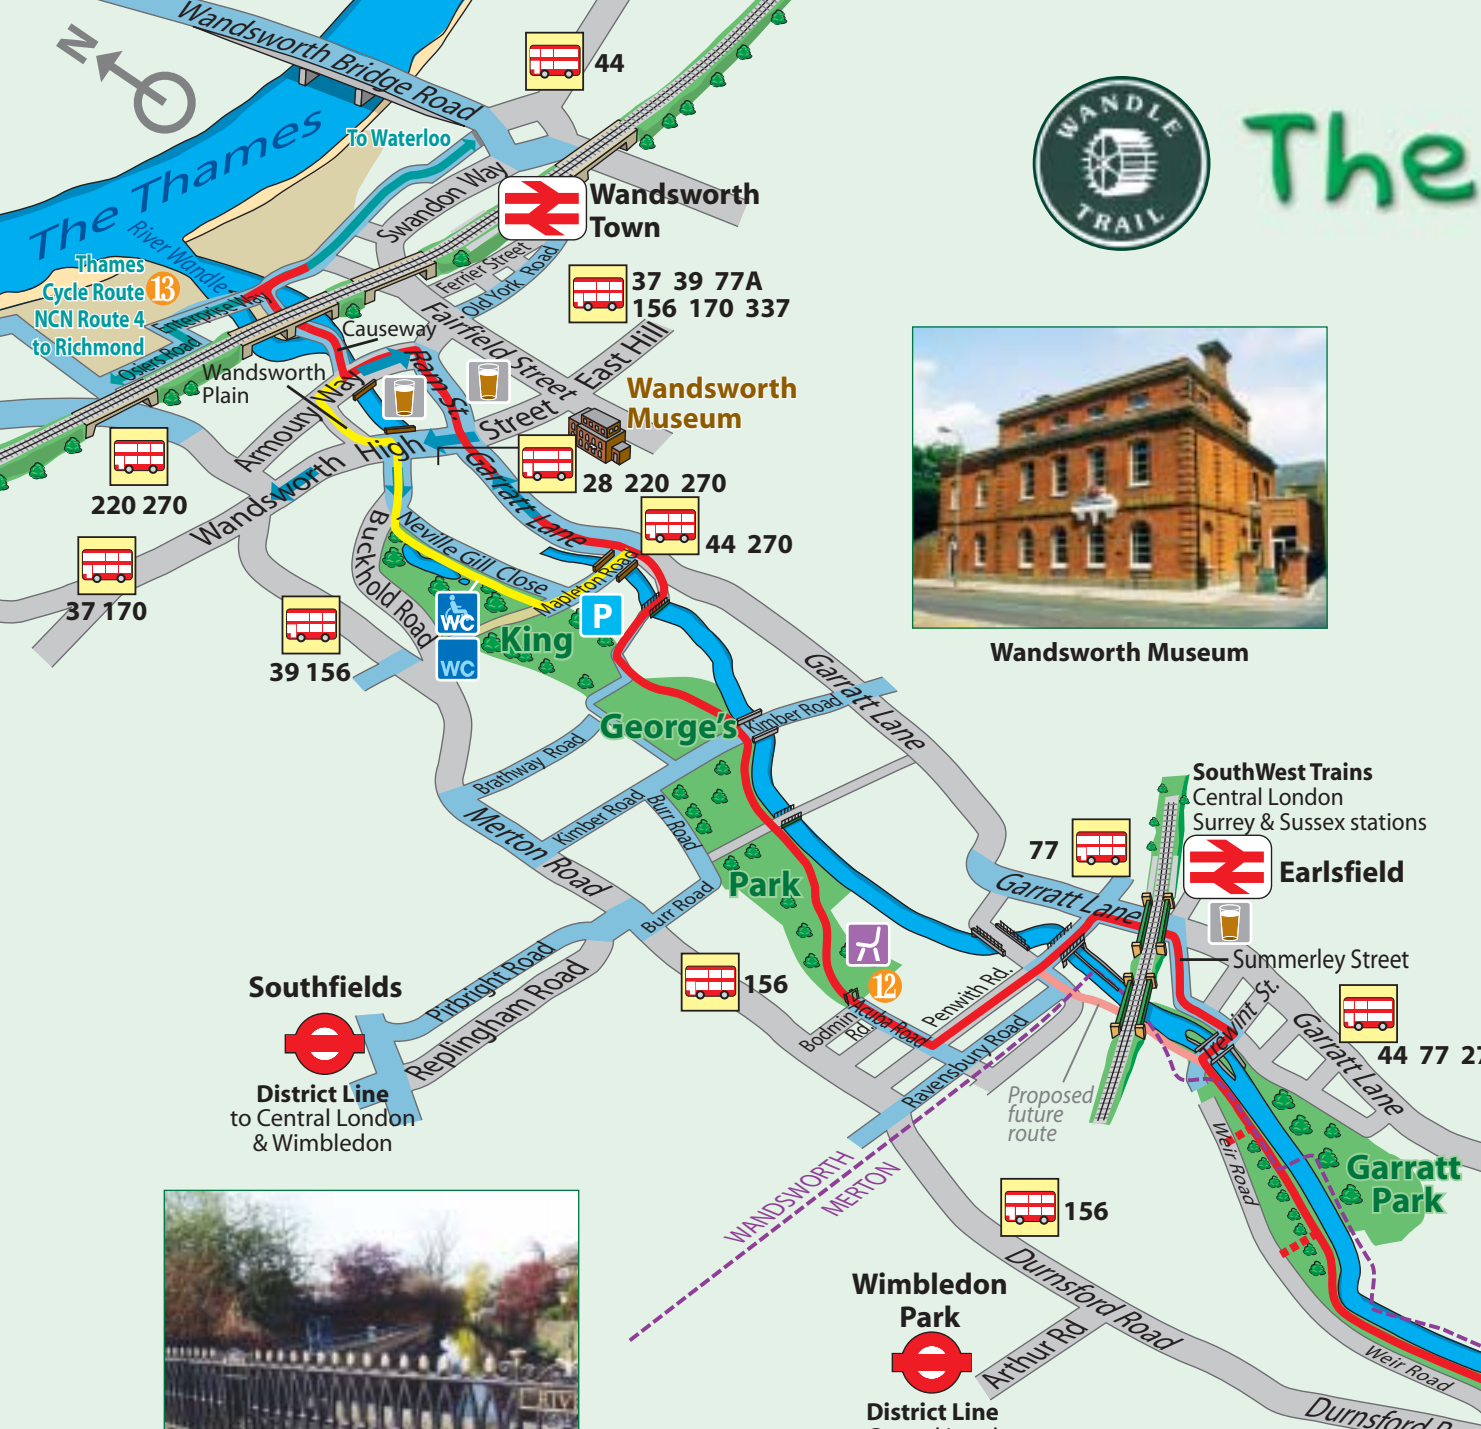 Wandsworth Bridge Road
N
44
The Thames
To Waterloo
WANDLE
TRAIL
The
Swandon Way
Wandsworth
Town
River Wandle
Thames
Cycle Route 13
NCN Route 4
to Richmond
Enterprise Way
Osiers Road
Ferrier Street
Old York Road
37 39 77A
156 170 337
Causeway
Fairfield Street
East Hill
Wandsworth
Plain
Ram St.
Armoury Way
Wandsworth High Street
Wandsworth
Museum
28 220 270
220 270
Garratt Lane
44 270
37 170
Buckhold Road
Neville Gill Close
Mapleton Road
39 156
WC
WC
P
King
George's
Park
Wandsworth Museum
Garratt Lane
Kimber Road
Brathway Road
Kimber Road
Burr Road
Merton Road
Burr Road
SouthWest Trains
Central London
Surrey & Sussex stations
77
Earlsfield
Garratt Lane
Summerley Street
Southfields
Pirbright Road
Replingham Road
156
12
Penwith Rd.
Bodmin
Rd.
Acuba Road
Ravensbury Road
Trewint St.
Garratt Lane
44 77 27
District Line
to Central London
& Wimbledon
Proposed
future
route
WANDSWORTH
MERTON
Weir Road
Garratt
Park
156
Durnsford Road
Wimbledon
Park
Arthur Rd
Weir Road
District Line
Durnsford R